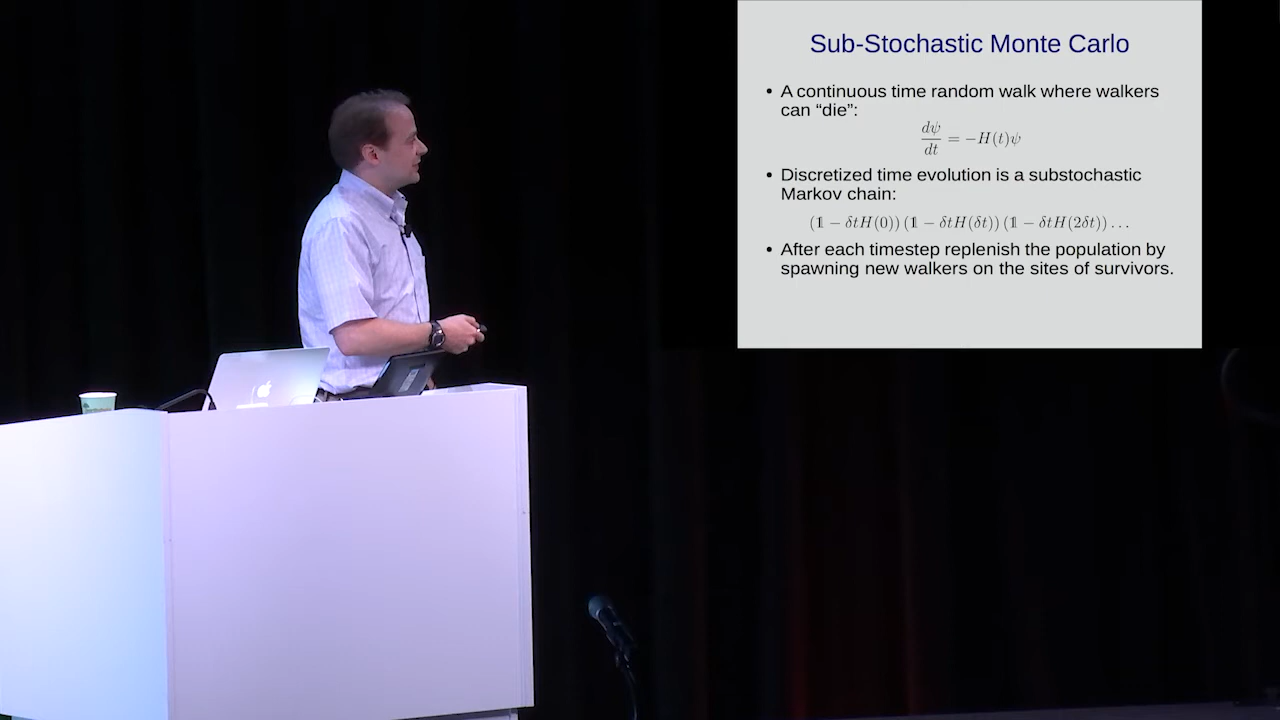 Sub-Stochastic Monte Carlo
• A continuous time random walk where walkers
can “die”:
dψ/dt = −H(t)ψ
• Discretized time evolution is a substochastic
Markov chain:
(𝟙 − δtH(0)) (𝟙 − δtH(δt)) (𝟙 − δtH(2δt)) . . .
• After each timestep replenish the population by
spawning new walkers on the sites of survivors.